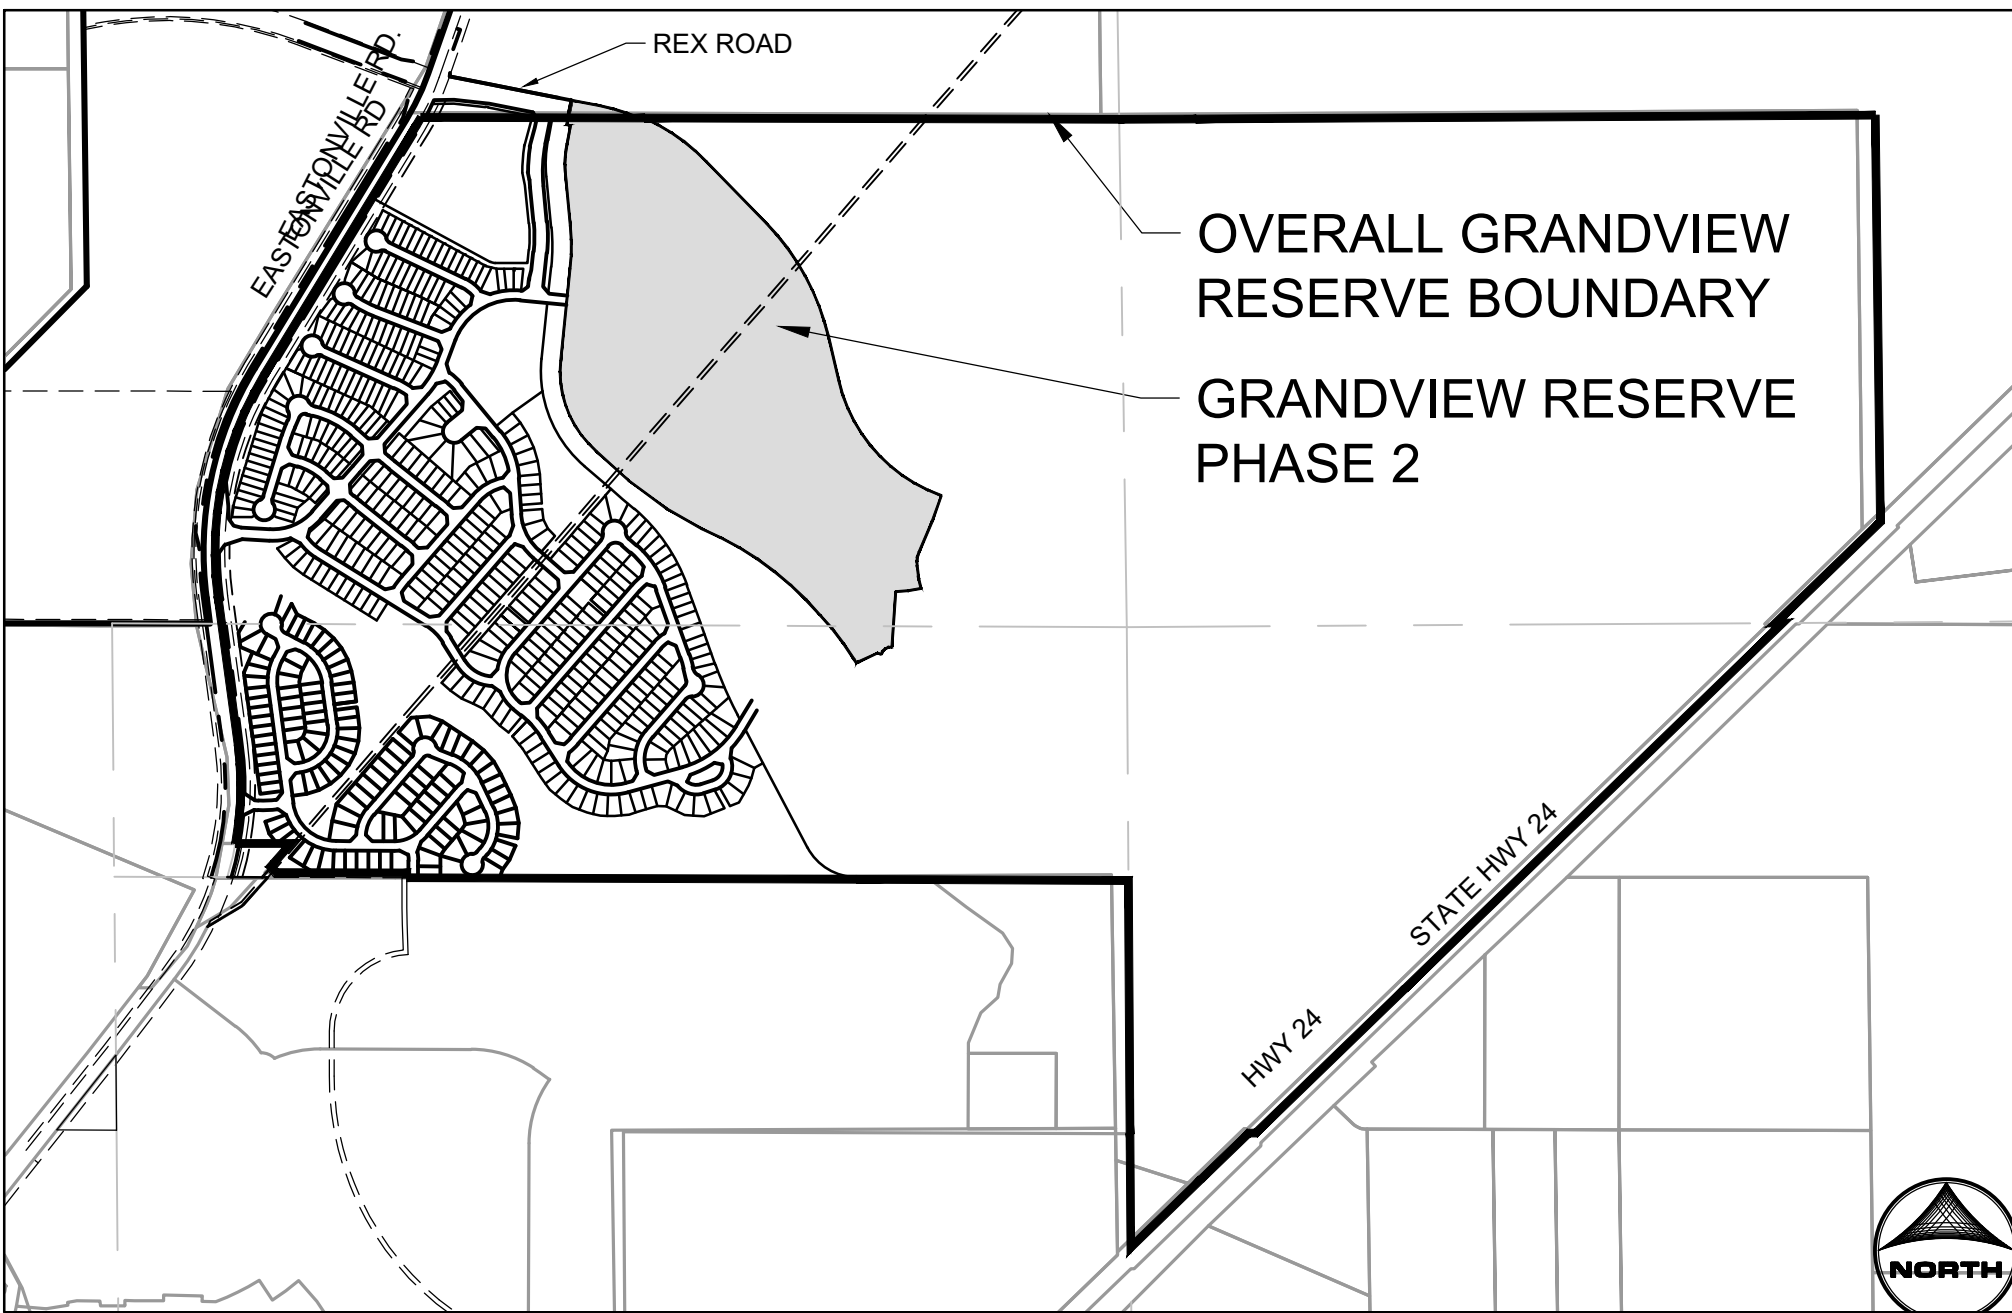 REX ROAD
EASTONVILLE RD.
EASTONVILLE RD
OVERALL GRANDVIEW
RESERVE BOUNDARY
GRANDVIEW RESERVE
PHASE 2
STATE HWY 24
HWY 24
NORTH